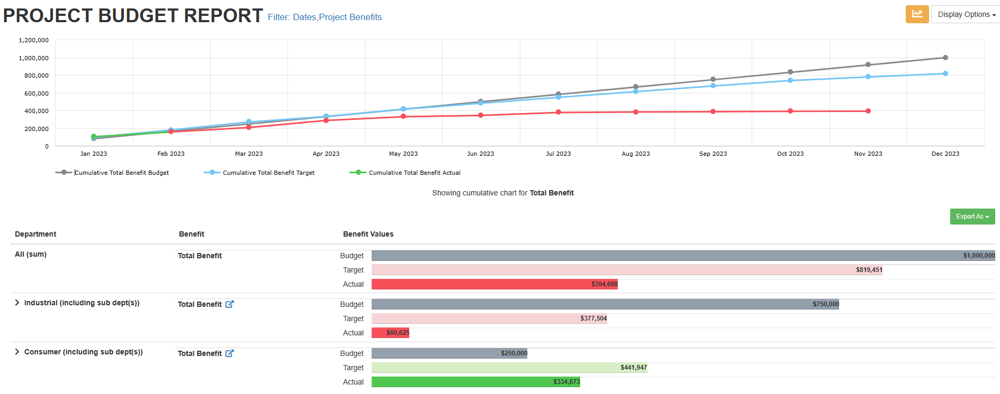 PROJECT BUDGET REPORT Filter: Dates,Project Benefits
Display Options
1,200,000
1,000,000
800,000
600,000
400,000
200,000
0
Jan 2023 Feb 2023 Mar 2023 Apr 2023 May 2023 Jun 2023 Jul 2023 Aug 2023 Sep 2023 Oct 2023 Nov 2023 Dec 2023
Cumulative Total Benefit Budget Cumulative Total Benefit Target Cumulative Total Benefit Actual
Showing cumulative chart for Total Benefit
Export As
Department Benefit Benefit Values
All (sum) Total Benefit Budget $1,000,000
Target $819,451
Actual $394,698
Industrial (including sub dept(s)) Total Benefit Budget $750,000
Target $377,504
Actual $60,625
Consumer (including sub dept(s)) Total Benefit Budget $250,000
Target $441,947
Actual $334,073